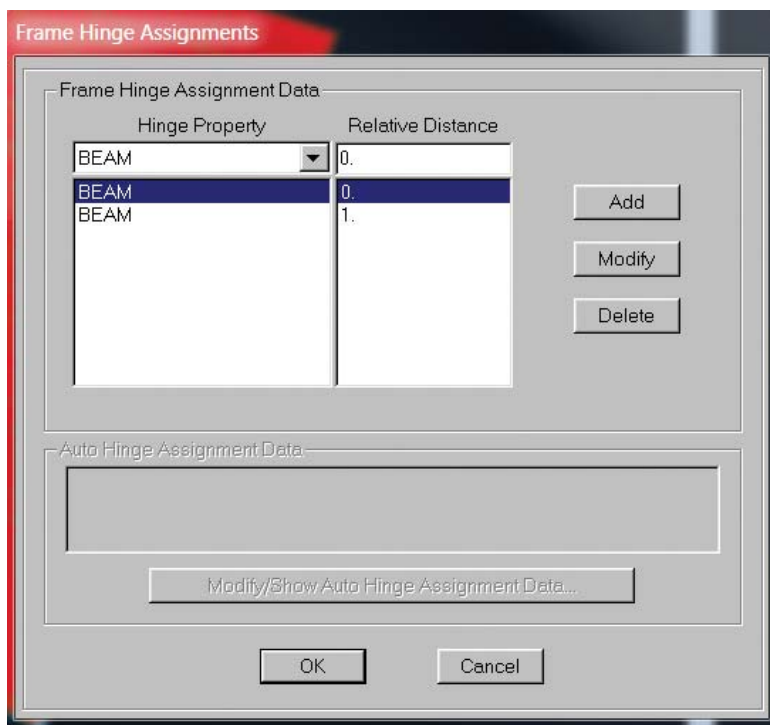 Frame Hinge Assignments
Frame Hinge Assignment Data
Hinge Property Relative Distance
BEAM 0.
BEAM 0.
BEAM 1.
Add
Modify
Delete
Auto Hinge Assignment Data
Modify/Show Auto Hinge Assignment Data...
OK Cancel